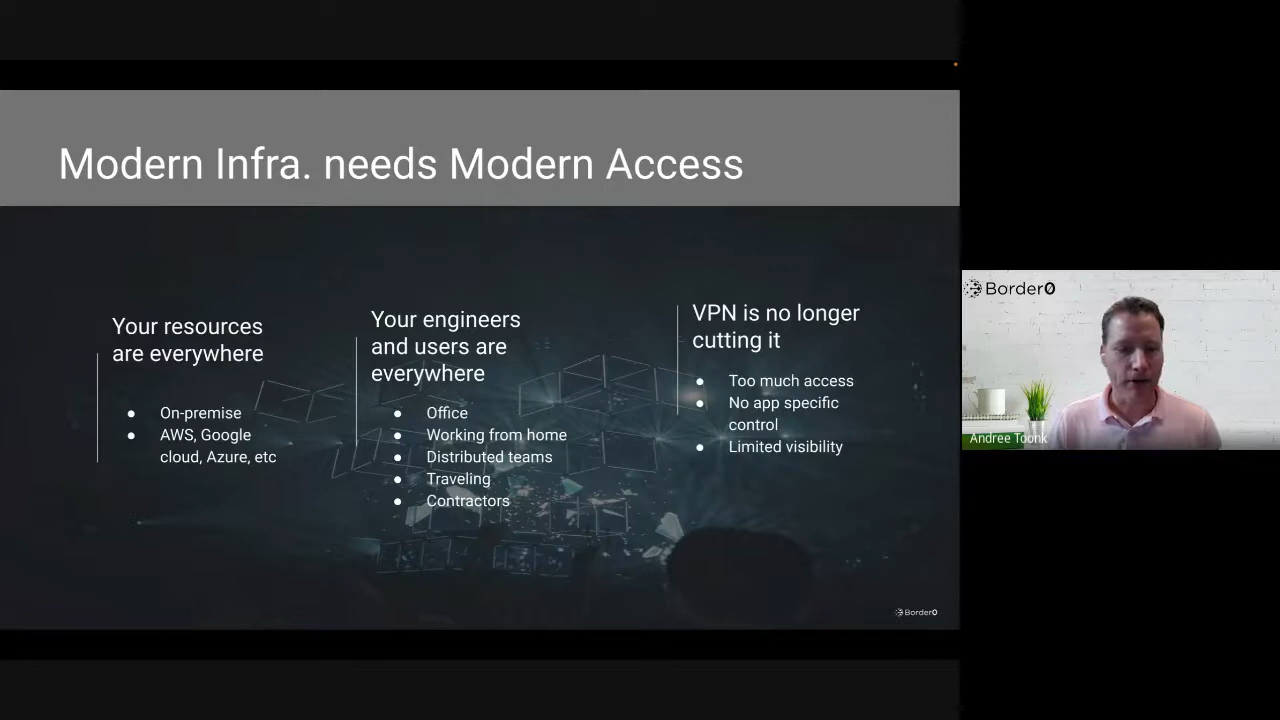 Modern Infra. needs Modern Access
Your resources
are everywhere
● On-premise
● AWS, Google
cloud, Azure, etc
Your engineers
and users are
everywhere
● Office
● Working from home
● Distributed teams
● Traveling
● Contractors
VPN is no longer
cutting it
● Too much access
● No app specific
control
● Limited visibility
Border0
Border0
Andree Toonk